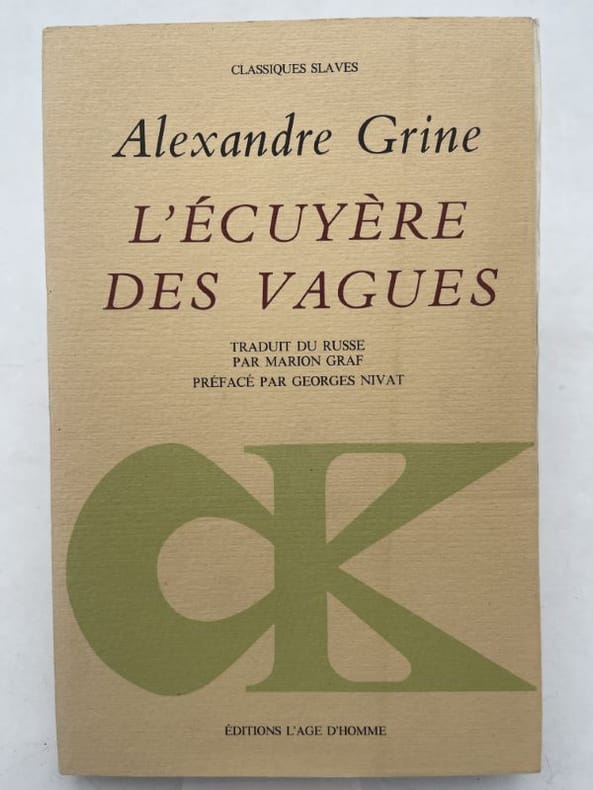 CLASSIQUES SLAVES
Alexandre Grine
L'ÉCUYÈRE
DES VAGUES
TRADUIT DU RUSSE
PAR MARION GRAF
PRÉFACÉ PAR GEORGES NIVAT
CK
ÉDITIONS L'AGE D'HOMME